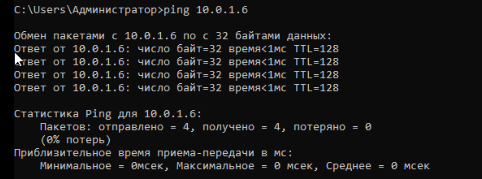 C:\Users\Администратор>ping 10.0.1.6
Обмен пакетами с 10.0.1.6 по с 32 байтами данных:
Ответ от 10.0.1.6: число байт=32 время<1мс TTL=128
Ответ от 10.0.1.6: число байт=32 время<1мс TTL=128
Ответ от 10.0.1.6: число байт=32 время<1мс TTL=128
Ответ от 10.0.1.6: число байт=32 время<1мс TTL=128
Статистика Ping для 10.0.1.6:
Пакетов: отправлено = 4, получено = 4, потеряно = 0
(0% потерь)
Приблизительное время приема-передачи в мс:
Минимальное = 0мсек, Максимальное = 0 мсек, Среднее = 0 мсек